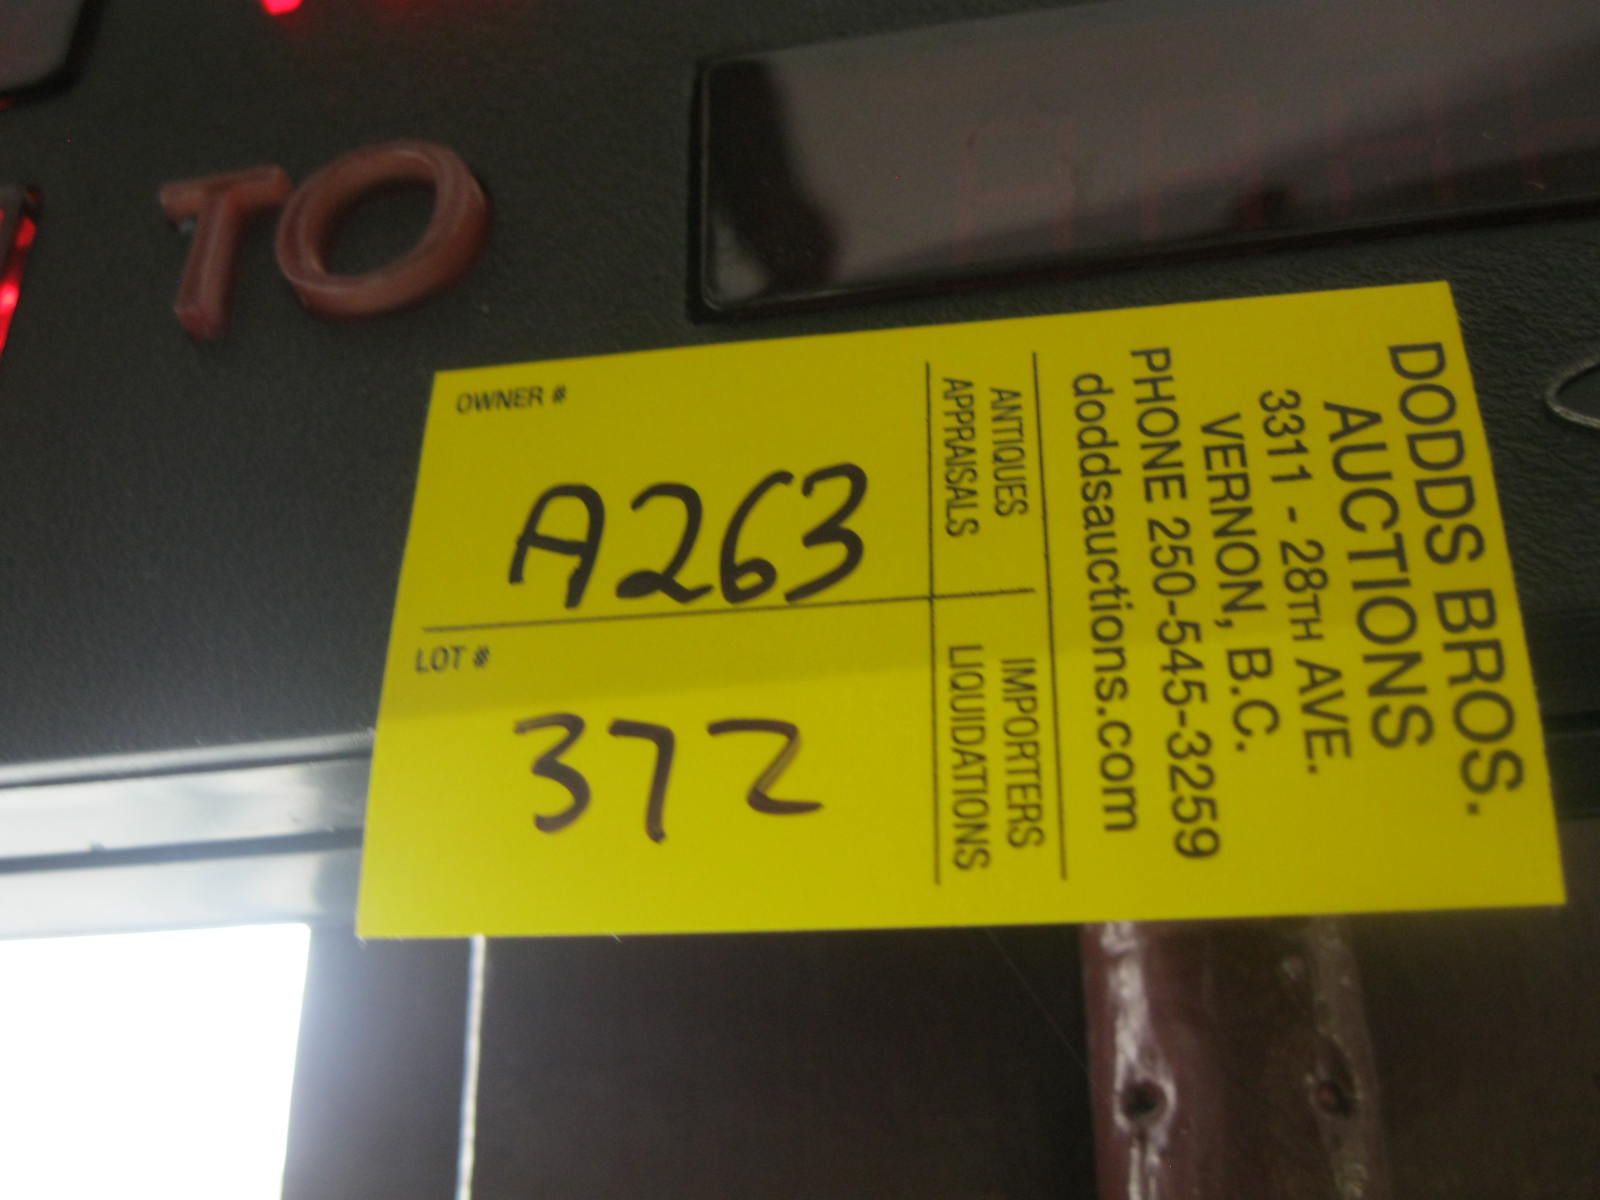 TO
OWNER #
A263
LOT #
372
ANTIQUES
APPRAISALS
IMPORTERS
LIQUIDATIONS
DODDS BROS.
AUCTIONS
3311 - 28TH AVE.
VERNON, B.C.
PHONE 250-545-3259
doddsauctions.com